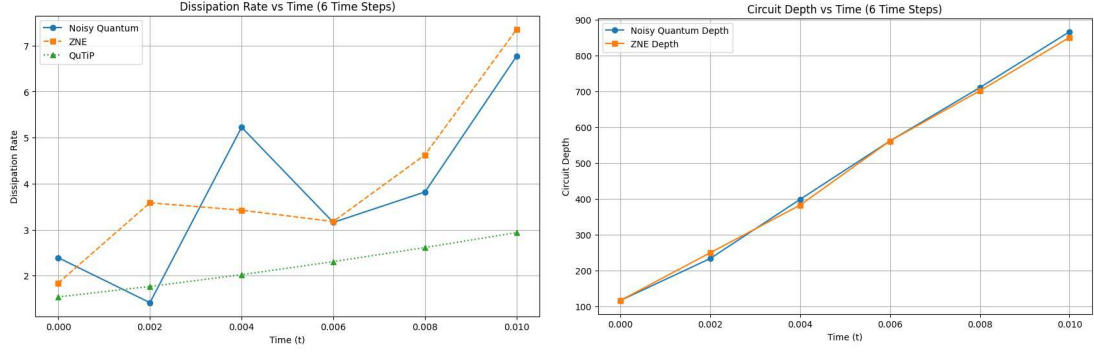 Dissipation Rate vs Time (6 Time Steps)
Noisy Quantum
ZNE
QuTiP
7
6
5
4
3
2
Dissipation Rate
0.000 0.002 0.004 0.006 0.008 0.010
Time (t)
Circuit Depth vs Time (6 Time Steps)
Noisy Quantum Depth
ZNE Depth
900
800
700
600
500
400
300
200
100
Circuit Depth
0.000 0.002 0.004 0.006 0.008 0.010
Time (t)